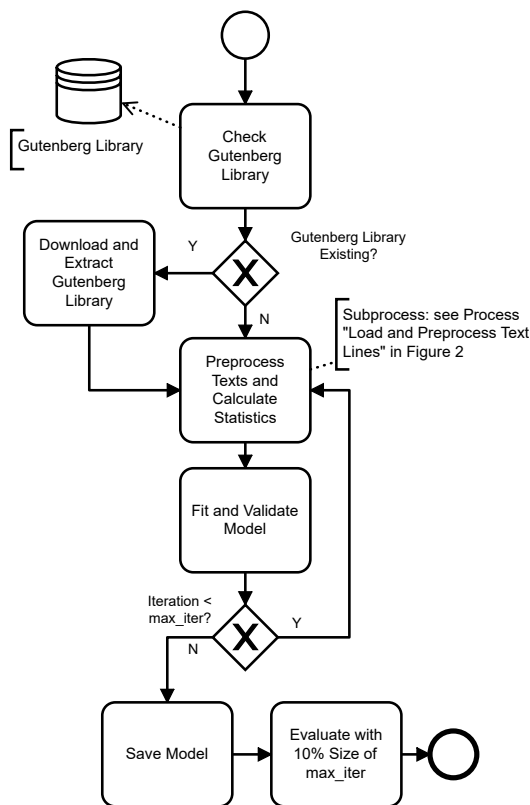 Gutenberg Library
Check
Gutenberg
Library
Gutenberg Library
Existing?
Y
N
Download and
Extract
Gutenberg
Library
Subprocess: see Process
"Load and Preprocess Text
Lines" in Figure 2
Preprocess
Texts and
Calculate
Statistics
Fit and Validate
Model
Iteration <
max_iter?
Y
N
Save Model
Evaluate with
10% Size of
max_iter